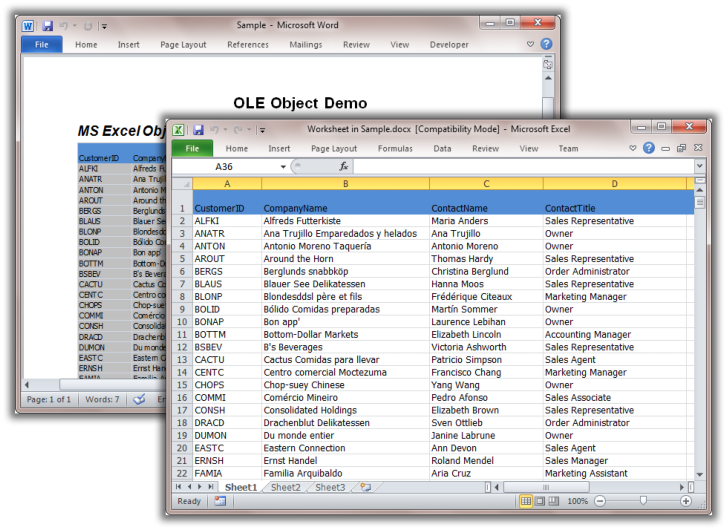 Sample - Microsoft Word
File Home Insert Page Layout References Mailings Review View Developer
OLE Object Demo
MS Excel Obj
CustomerID Company
ALFKI Alfreds Fu
ANATR Ana Truji
ANTON Antonio M
AROUT Around th
BERGS Berglunds
BLAUS Blauer See
BLONP Blondesdd
BOLID Bólido Com
BONAP Bon app'
BOTTM Bottom-Do
BSBEV B's Bevera
CACTU Cactus Co
CENTC Centro co
CHOPS Chop-sue
COMMI Comércio
CONSH Consolida
DRACD Drachenbl
DUMON Du monde
EASTC Eastern C
ERNSH Ernst Han
FAMIA Familia A
Page: 1 of 1 Words: 7 En
Worksheet in Sample.docx [Compatibility Mode] - Microsoft Excel
File Home Insert Page Layout Formulas Data Review View Team
A36 fx
A B C D
1 CustomerID CompanyName ContactName ContactTitle
2 ALFKI Alfreds Futterkiste Maria Anders Sales Representative
3 ANATR Ana Trujillo Emparedados y helados Ana Trujillo Owner
4 ANTON Antonio Moreno Taquería Antonio Moreno Owner
5 AROUT Around the Horn Thomas Hardy Sales Representative
6 BERGS Berglunds snabbköp Christina Berglund Order Administrator
7 BLAUS Blauer See Delikatessen Hanna Moos Sales Representative
8 BLONP Blondesddsl père et fils Frédérique Citeaux Marketing Manager
9 BOLID Bólido Comidas preparadas Martín Sommer Owner
10 BONAP Bon app' Laurence Lebihan Owner
11 BOTTM Bottom-Dollar Markets Elizabeth Lincoln Accounting Manager
12 BSBEV B's Beverages Victoria Ashworth Sales Representative
13 CACTU Cactus Comidas para llevar Patricio Simpson Sales Agent
14 CENTC Centro comercial Moctezuma Francisco Chang Marketing Manager
15 CHOPS Chop-suey Chinese Yang Wang Owner
16 COMMI Comércio Mineiro Pedro Afonso Sales Associate
17 CONSH Consolidated Holdings Elizabeth Brown Sales Representative
18 DRACD Drachenblut Delikatessen Sven Ottlieb Order Administrator
19 DUMON Du monde entier Janine Labrune Owner
20 EASTC Eastern Connection Ann Devon Sales Agent
21 ERNSH Ernst Handel Roland Mendel Sales Manager
22 FAMIA Familia Arquibaldo Aria Cruz Marketing Assistant
Sheet1 Sheet2 Sheet3
Ready 100%